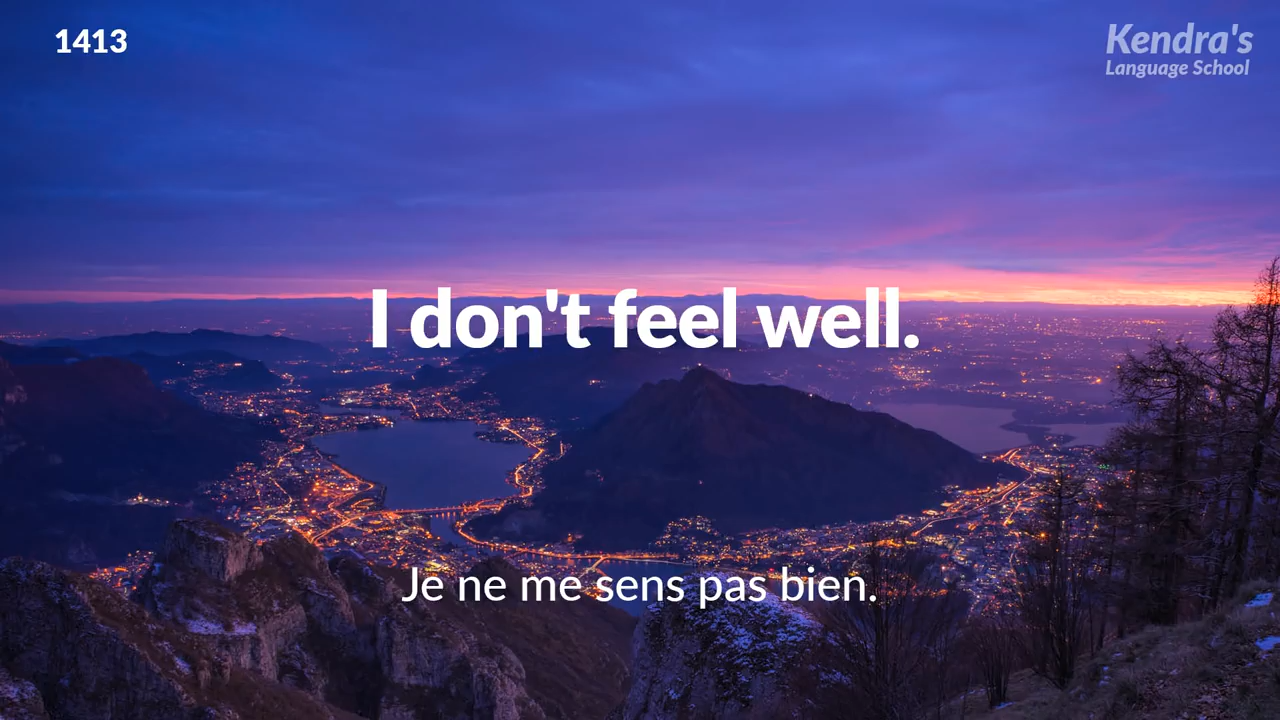 1413
Kendra's
Language School
I don't feel well.
Je ne me sens pas bien.